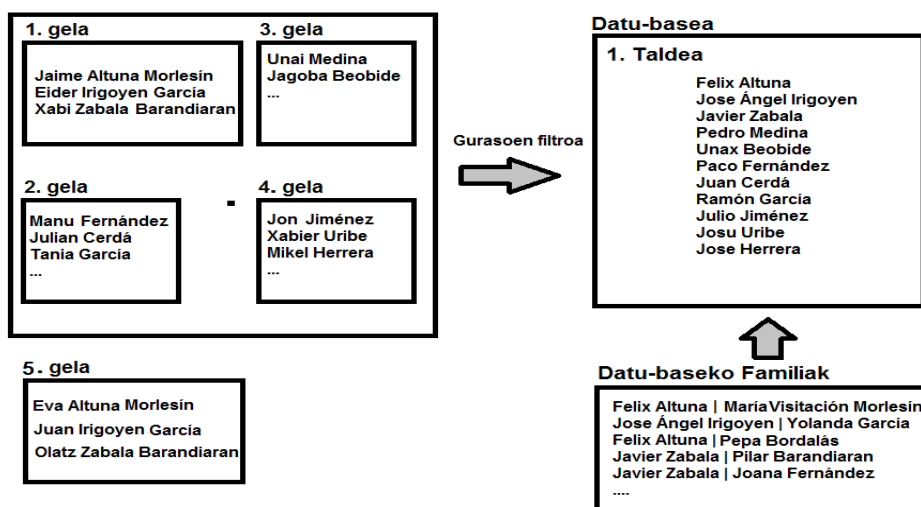 1. gela
Jaime Altuna Morlesín
Eider Irigoyen García
Xabi Zabala Barandiaran
3. gela
Unai Medina
Jagoba Beobide
...
2. gela
Manu Fernández
Julian Cerdá
Tania García
...
-
4. gela
Jon Jiménez
Xabier Uribe
Mikel Herrera
...
5. gela
Eva Altuna Morlesín
Juan Irigoyen García
Olatz Zabala Barandiaran
Gurasoen filtroa
Datu-basea
1. Taldea
Felix Altuna
Jose Ángel Irigoyen
Javier Zabala
Pedro Medina
Unax Beobide
Paco Fernández
Juan Cerdá
Ramón García
Julio Jiménez
Josu Uribe
Jose Herrera
Datu-baseko Familiak
Felix Altuna | María Visitación Morlesín
Jose Ángel Irigoyen | Yolanda García
Felix Altuna | Pepa Bordalás
Javier Zabala | Pilar Barandiaran
Javier Zabala | Joana Fernández
....